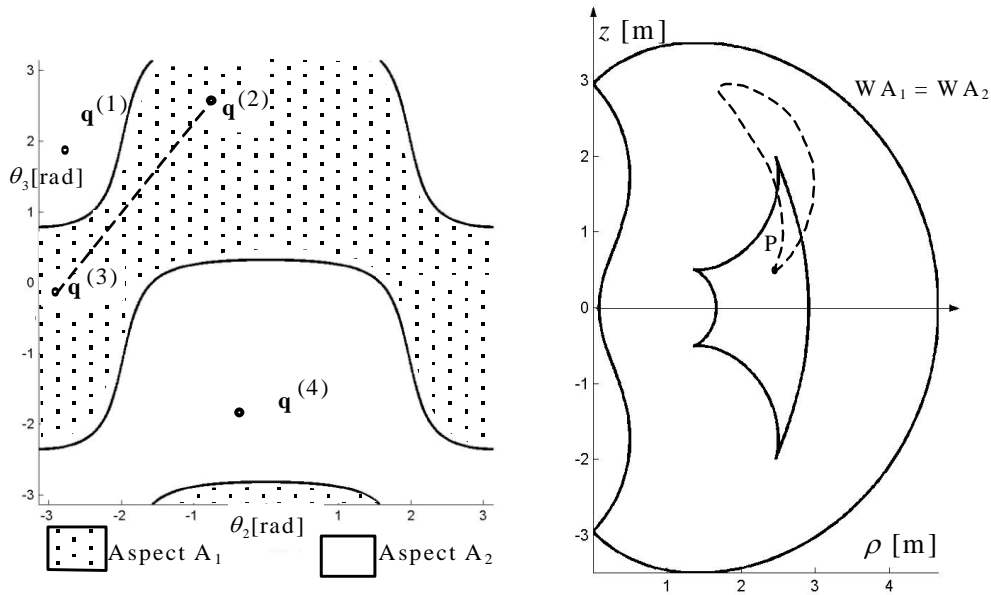 3
2
θ3[rad]
1
0
-1
-2
-3
q(1)
q(2)
q(3)
q(4)
-3
-2
θ2[rad]
1
2
3
Aspect A1
Aspect A2
z [m]
3
2
1
0
-1
-2
-3
WA1 = WA2
P
1
2
3
4
ρ [m]